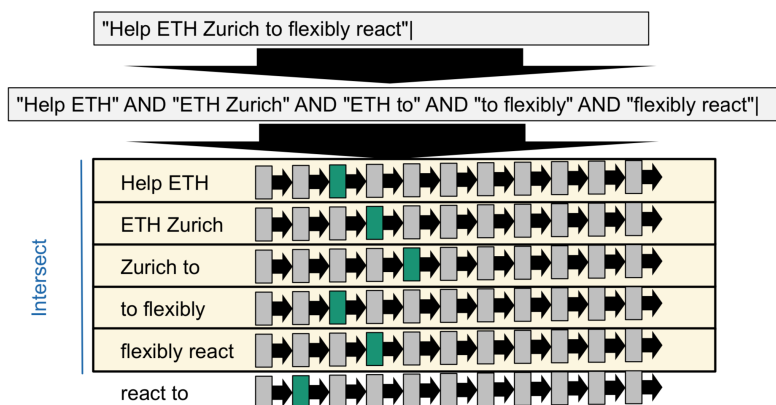 "Help ETH Zurich to flexibly react"|
"Help ETH" AND "ETH Zurich" AND "ETH to" AND "to flexibly" AND "flexibly react"|
Intersect
Help ETH
ETH Zurich
Zurich to
to flexibly
flexibly react
react to